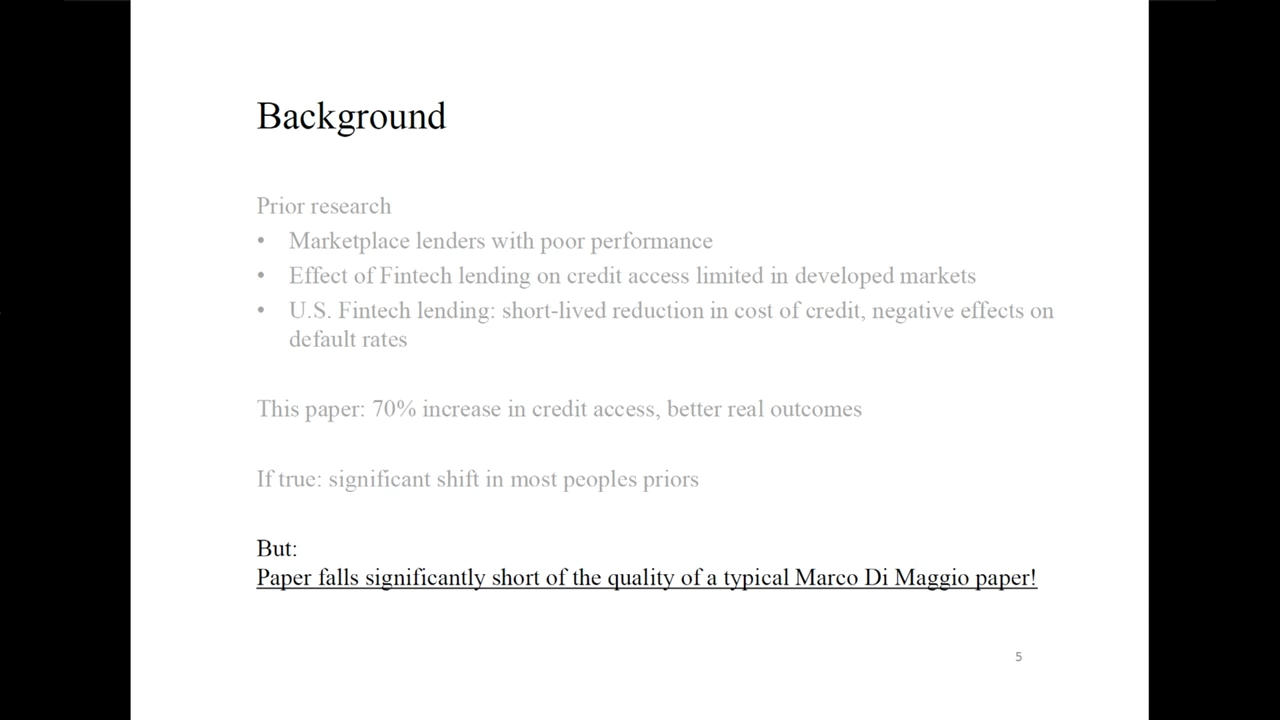 Background
Prior research
• Marketplace lenders with poor performance
• Effect of Fintech lending on credit access limited in developed markets
• U.S. Fintech lending: short-lived reduction in cost of credit, negative effects on
default rates
This paper: 70% increase in credit access, better real outcomes
If true: significant shift in most peoples priors
But:
Paper falls significantly short of the quality of a typical Marco Di Maggio paper!
5